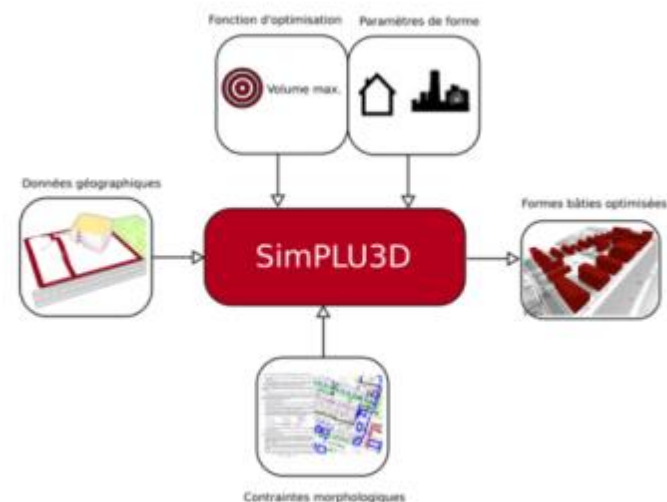 Fonction d'optimisation
Paramètres de forme
Volume max.
Données géographiques
Formes bâties optimisées
SimPLU3D
Contraintes morphologiques